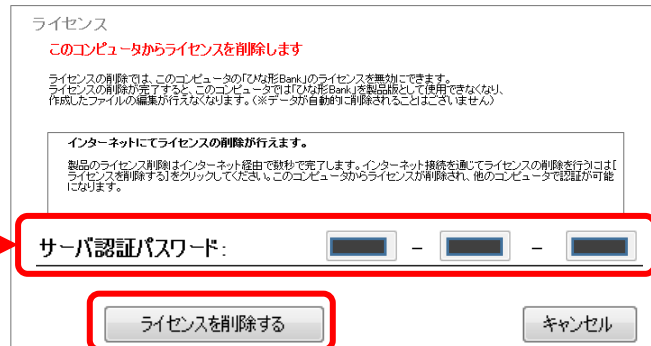 ライセンス
このコンピュータからライセンスを削除します
ライセンスの削除では、このコンピュータの「ひな形Bank」のライセンスを無効にできます。
ライセンスの削除が完了すると、このコンピュータでは「ひな形Bank」を製品版として使用できなくなり、
作成したファイルの編集が行えなくなります。(※データが自動的に削除されることはございません)
インターネットにてライセンスの削除が行えます。
製品のライセンス削除はインターネット経由で数秒で完了します。インターネット接続を通じてライセンスの削除を行うには[
ライセンスを削除する]をクリックしてください。このコンピュータからライセンスが削除され、他のコンピュータで認証が可能
になります。
サーバ認証パスワード: - -
ライセンスを削除する キャンセル